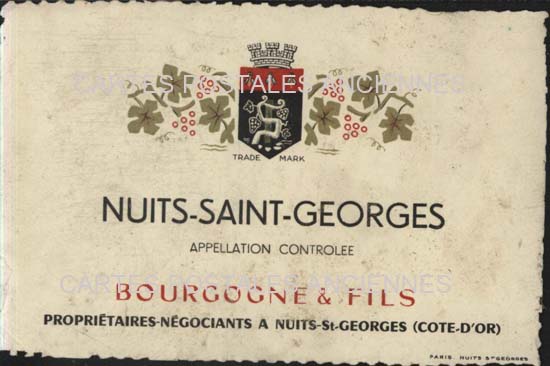 CARTES POSTALES ANCIENNES
TRADE MARK
NUITS-SAINT-GEORGES
APPELLATION CONTROLEE
CARTES POSTALES ANCIENNES
BOURGOGNE & FILS
PROPRIÉTAIRES-NÉGOCIANTS A NUITS-St-GEORGES (COTE-D'OR)
PARIS. NUITS St GEORGES